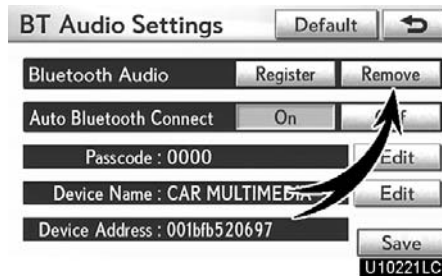 BT Audio Settings Default
Bluetooth Audio Register Remove
Auto Bluetooth Connect On
Passcode : 0000 Edit
Device Name : CAR MULTIMEDIA Edit
Device Address : 001bfb520697
Save
U10221LC